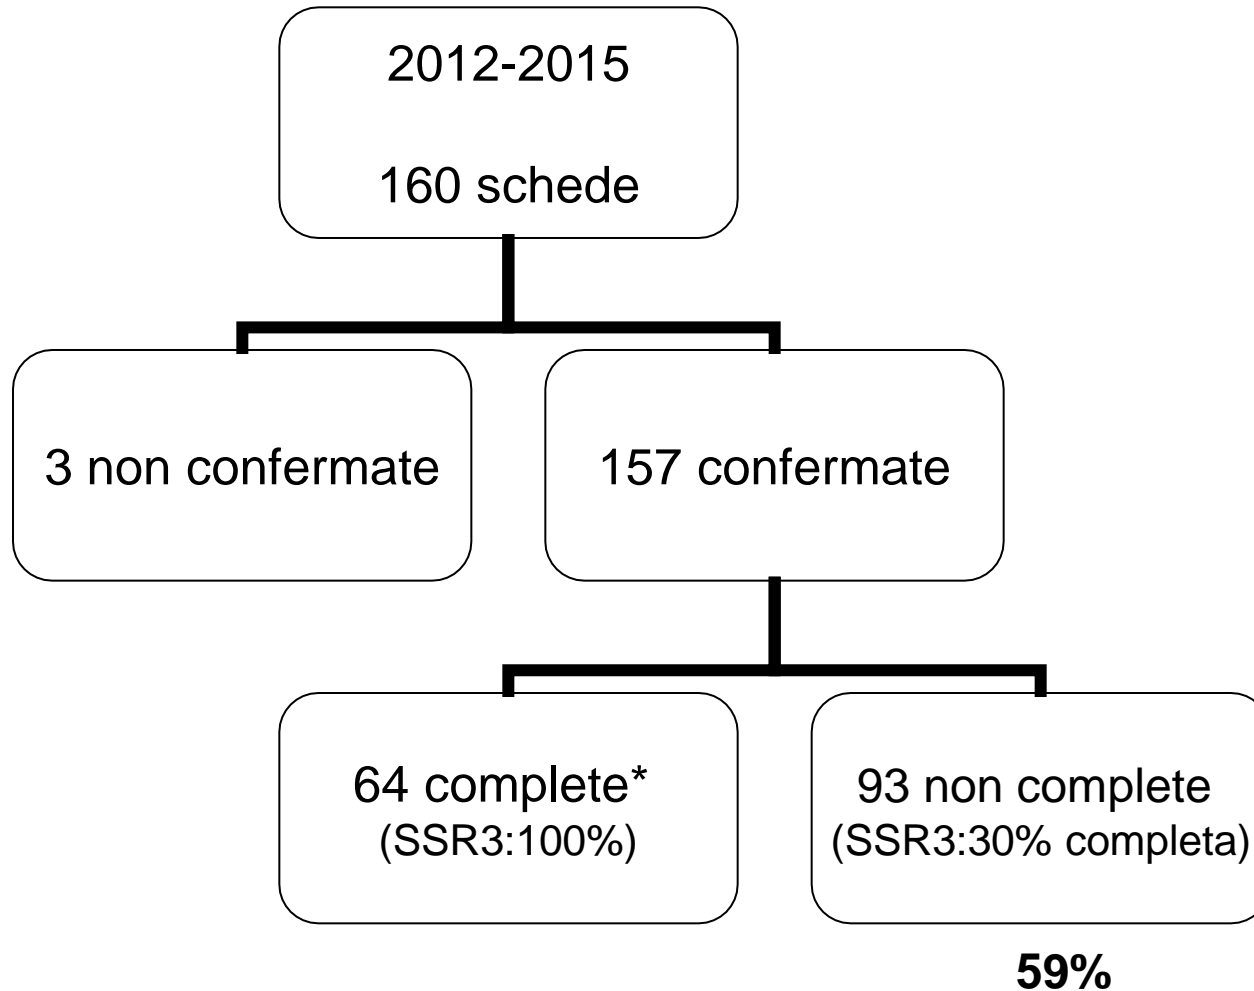 2012-2015
160 schede
3 non confermate
157 confermate
64 complete*
(SSR3:100%)
93 non complete
(SSR3:30% completa)
59%